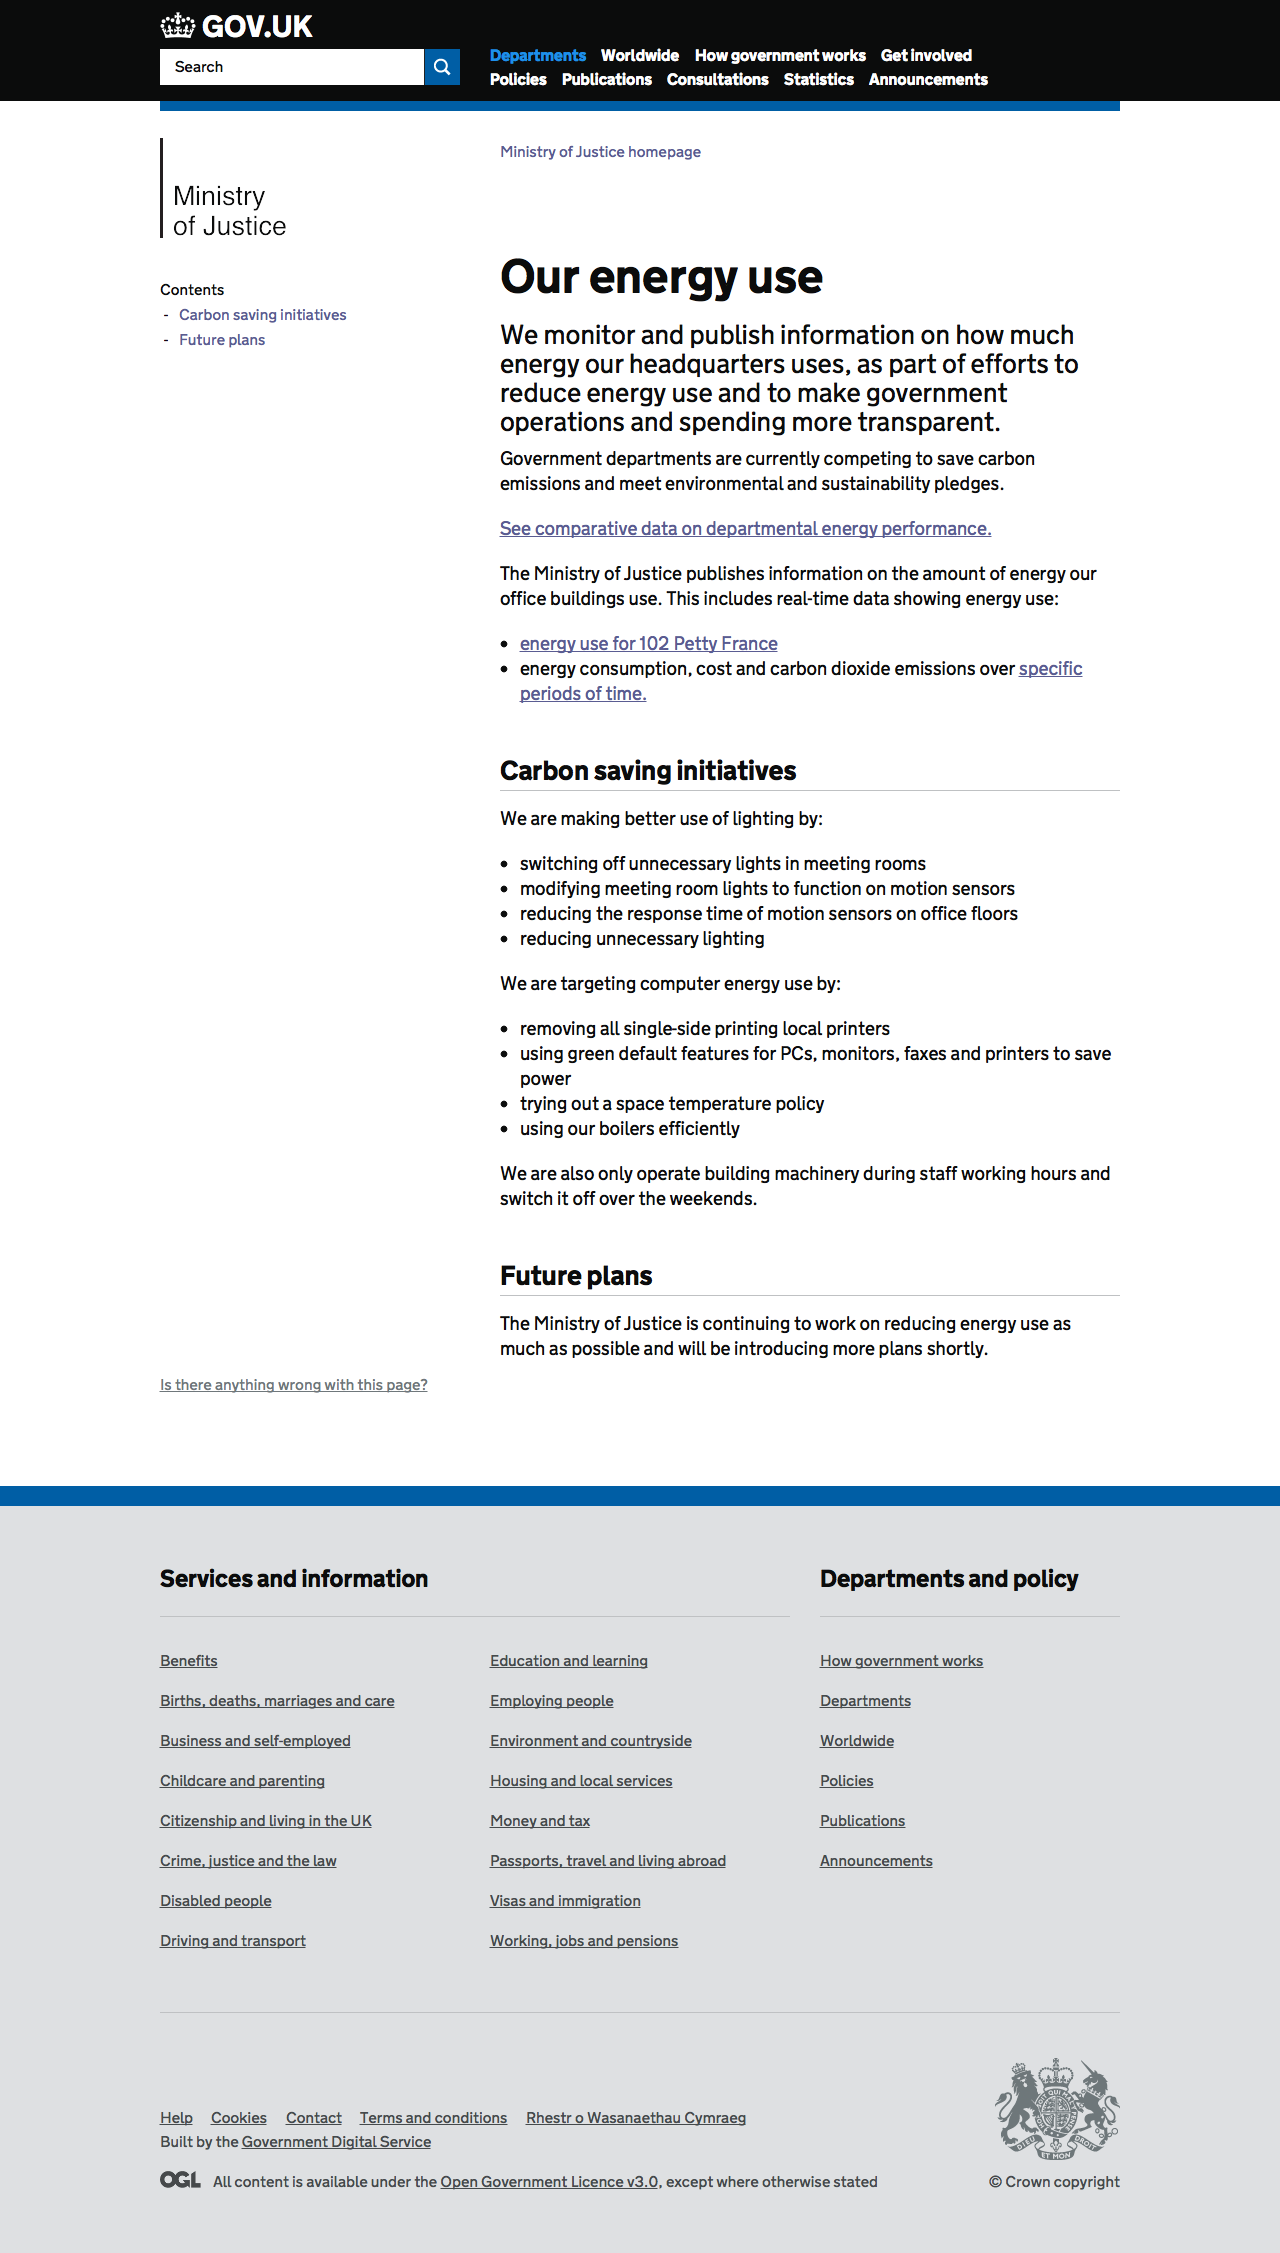 GOV.UK
Search
Departments Worldwide How government works Get involved
Policies Publications Consultations Statistics Announcements
Ministry
of Justice
Ministry of Justice homepage
Contents
- Carbon saving initiatives
- Future plans
Our energy use
We monitor and publish information on how much
energy our headquarters uses, as part of efforts to
reduce energy use and to make government
operations and spending more transparent.
Government departments are currently competing to save carbon
emissions and meet environmental and sustainability pledges.
See comparative data on departmental energy performance.
The Ministry of Justice publishes information on the amount of energy our
office buildings use. This includes real-time data showing energy use:
• energy use for 102 Petty France
• energy consumption, cost and carbon dioxide emissions over specific
periods of time.
Carbon saving initiatives
We are making better use of lighting by:
• switching off unnecessary lights in meeting rooms
• modifying meeting room lights to function on motion sensors
• reducing the response time of motion sensors on office floors
• reducing unnecessary lighting
We are targeting computer energy use by:
• removing all single-side printing local printers
• using green default features for PCs, monitors, faxes and printers to save
power
• trying out a space temperature policy
• using our boilers efficiently
We are also only operate building machinery during staff working hours and
switch it off over the weekends.
Future plans
The Ministry of Justice is continuing to work on reducing energy use as
much as possible and will be introducing more plans shortly.
Is there anything wrong with this page?
Services and information
Benefits
Births, deaths, marriages and care
Business and self-employed
Childcare and parenting
Citizenship and living in the UK
Crime, justice and the law
Disabled people
Driving and transport
Education and learning
Employing people
Environment and countryside
Housing and local services
Money and tax
Passports, travel and living abroad
Visas and immigration
Working, jobs and pensions
Departments and policy
How government works
Departments
Worldwide
Policies
Publications
Announcements
Help Cookies Contact Terms and conditions Rhestr o Wasanaethau Cymraeg
Built by the Government Digital Service
OGL All content is available under the Open Government Licence v3.0, except where otherwise stated
DIEU ET MON DROIT
© Crown copyright